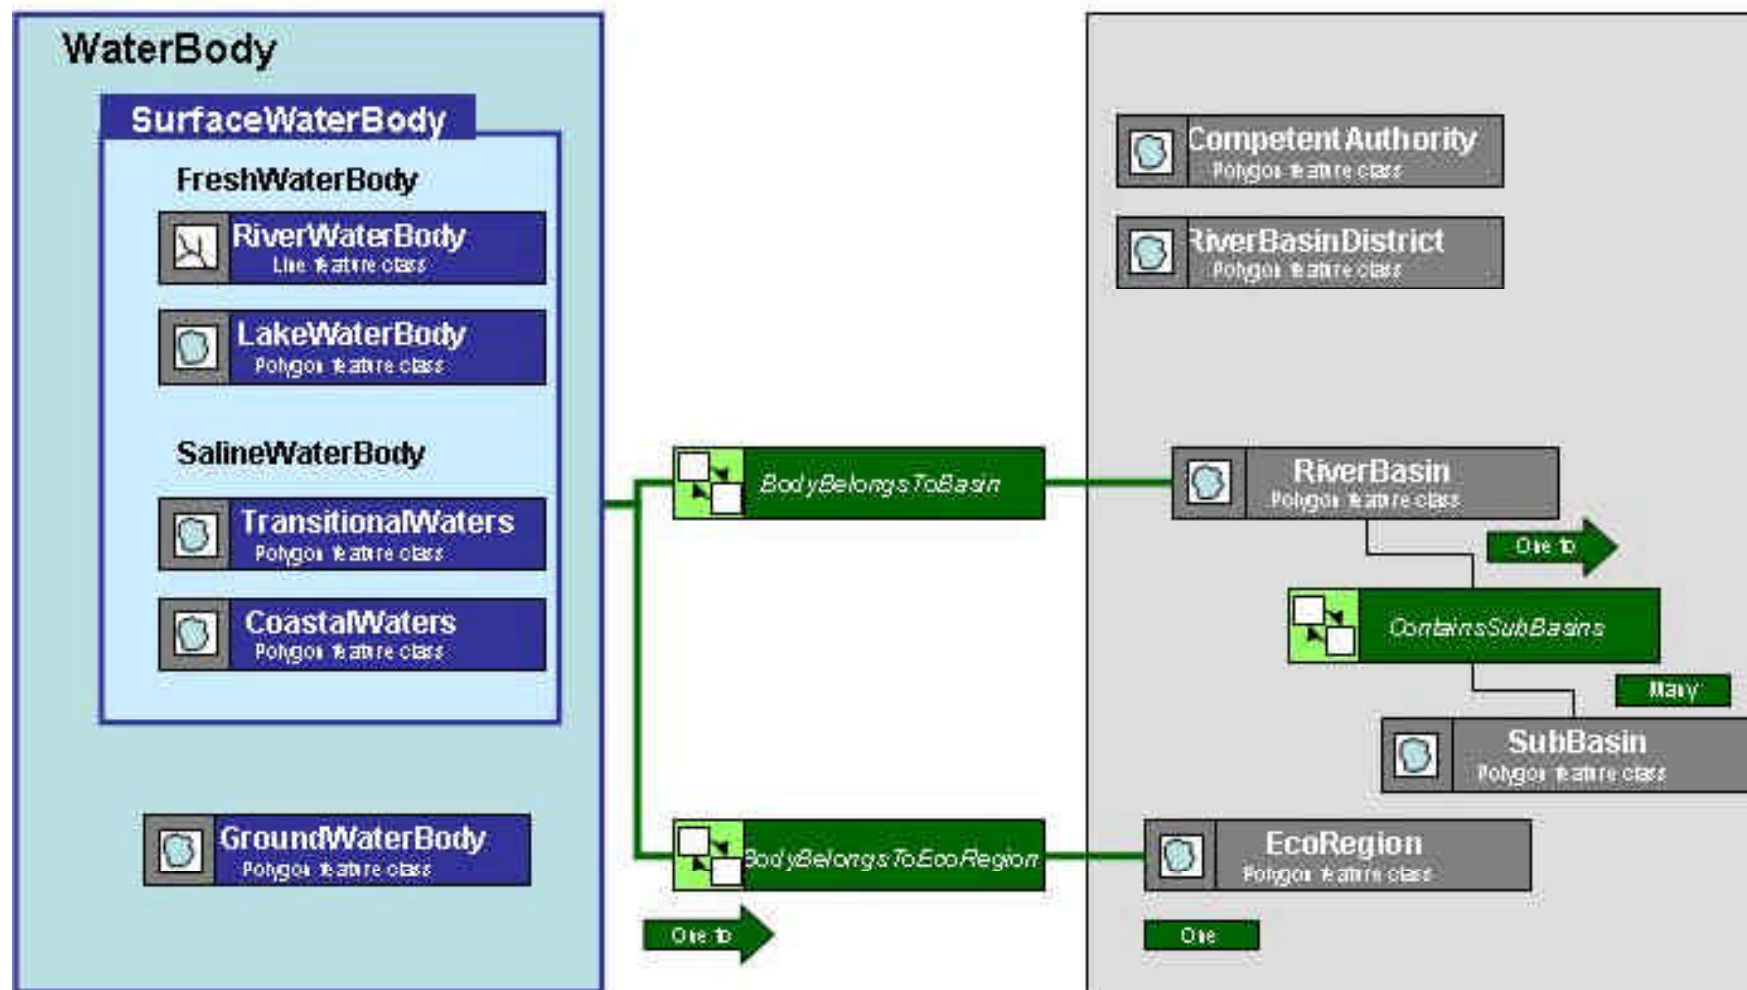 WaterBody
SurfaceWaterBody
FreshWaterBody
RiverWaterBody
Line feature class
LakeWaterBody
Polygon feature class
SalineWaterBody
TransitionalWaters
Polygon feature class
CoastalWaters
Polygon feature class
GroundWaterBody
Polygon feature class
BodyBelongsToBasin
BodyBelongsToEcoRegion
One to
CompetentAuthority
Polygon feature class
RiverBasinDistrict
Polygon feature class
RiverBasin
Polygon feature class
One to
ContainsSubBasins
Many
SubBasin
Polygon feature class
EcoRegion
Polygon feature class
One